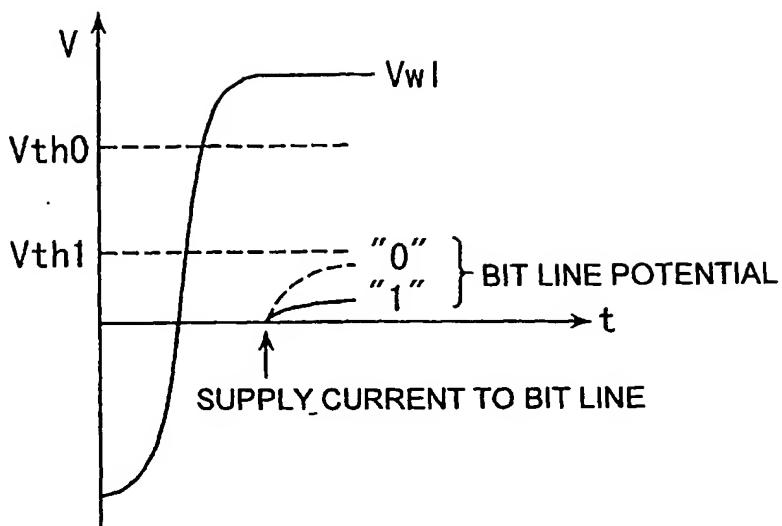 V
Vwl
Vth0
Vth1
"0"
"1"
BIT LINE POTENTIAL
t
SUPPLY CURRENT TO BIT LINE